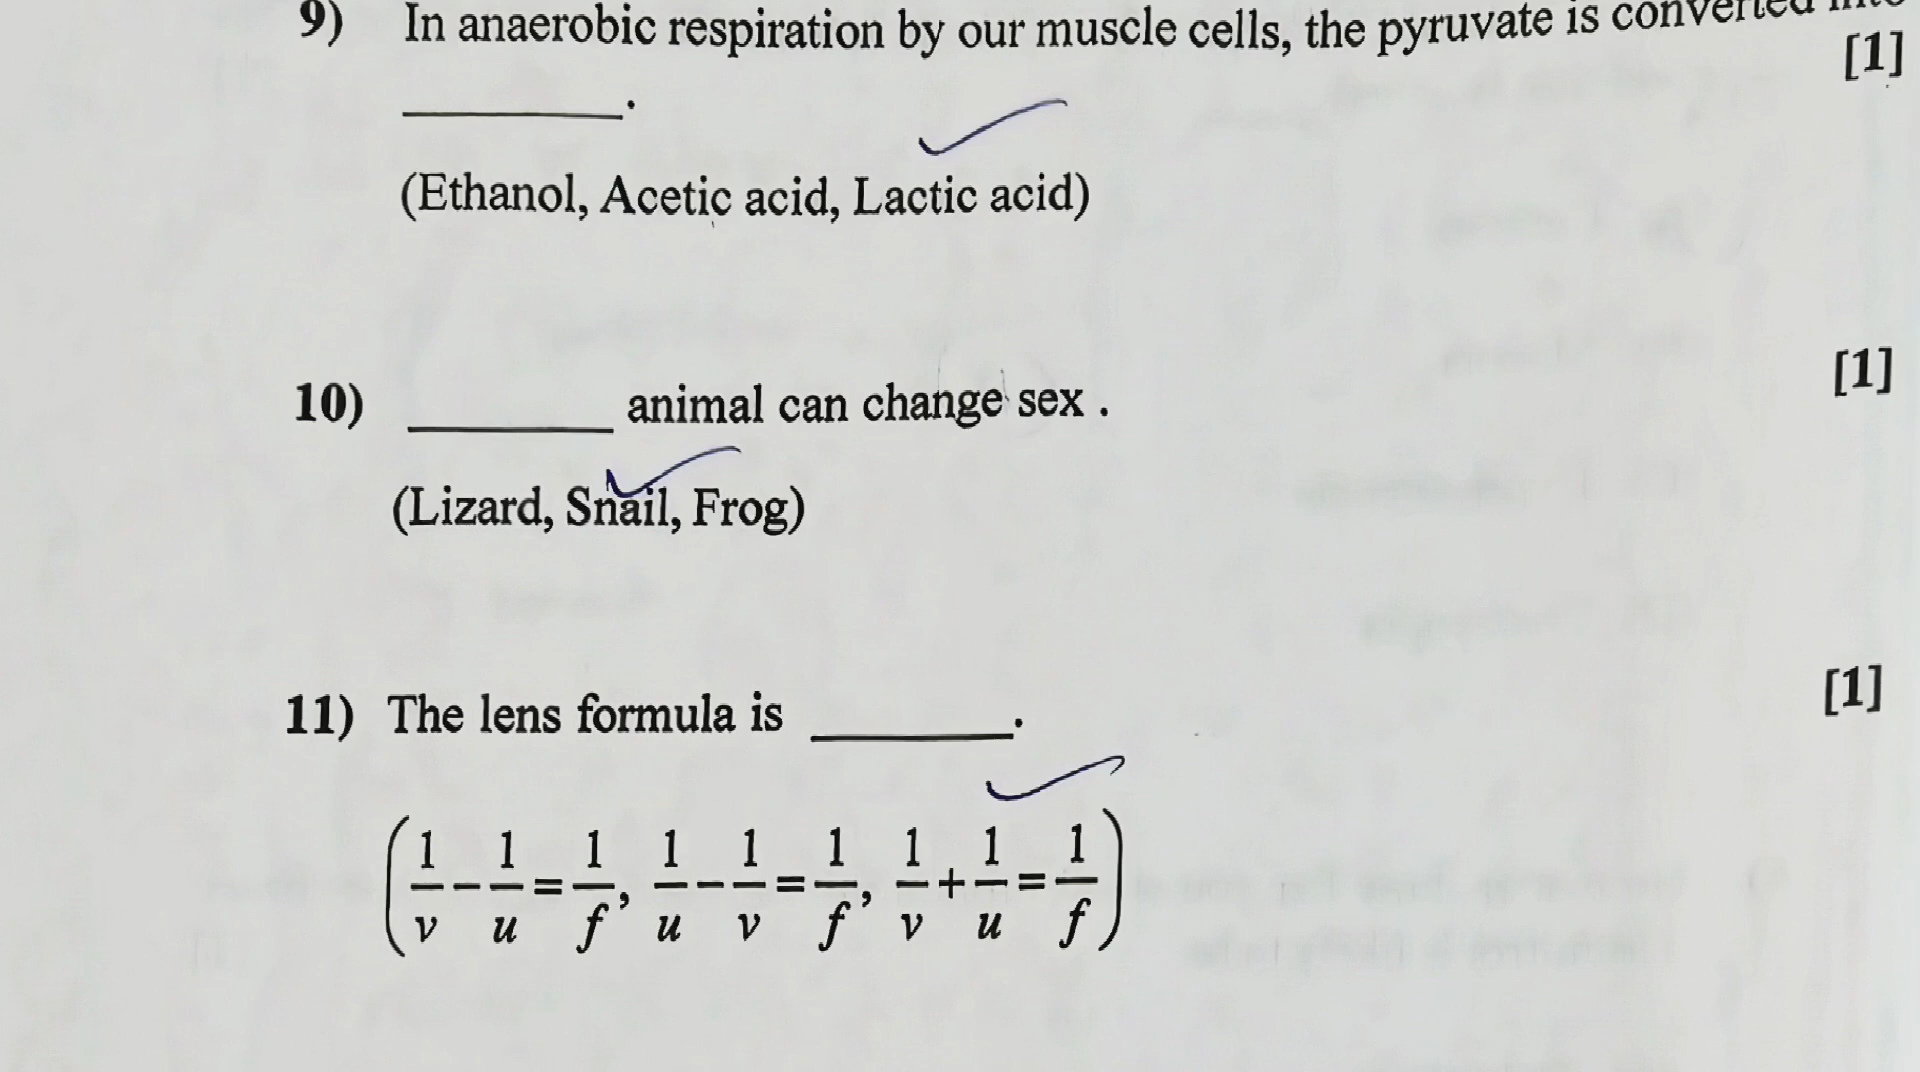 9) In anaerobic respiration by our muscle cells, the pyruvate is converted into
[1]
________.
(Ethanol, Acetic acid, Lactic acid)
[1]
10) ________ animal can change sex .
(Lizard, Snail, Frog)
[1]
11) The lens formula is ________.
(1/v - 1/u = 1/f, 1/u - 1/v = 1/f, 1/v + 1/u = 1/f)